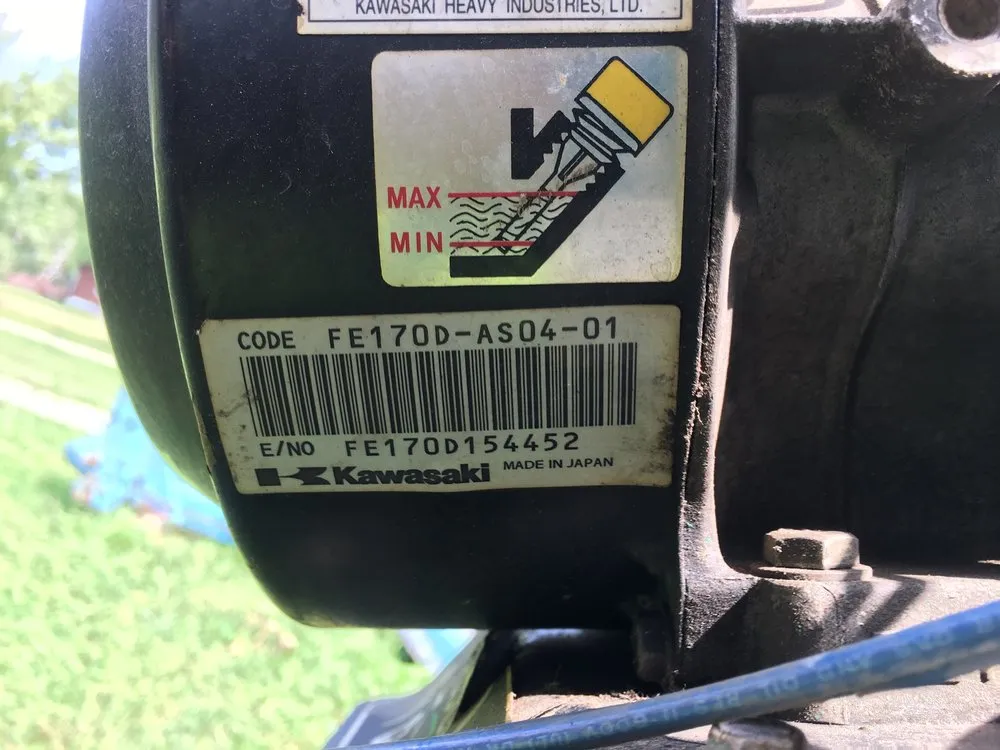 KAWASAKI HEAVY INDUSTRIES, LTD.
MAX
MIN
CODE FE170D-AS04-01
E/NO FE170D154452
Kawasaki MADE IN JAPAN